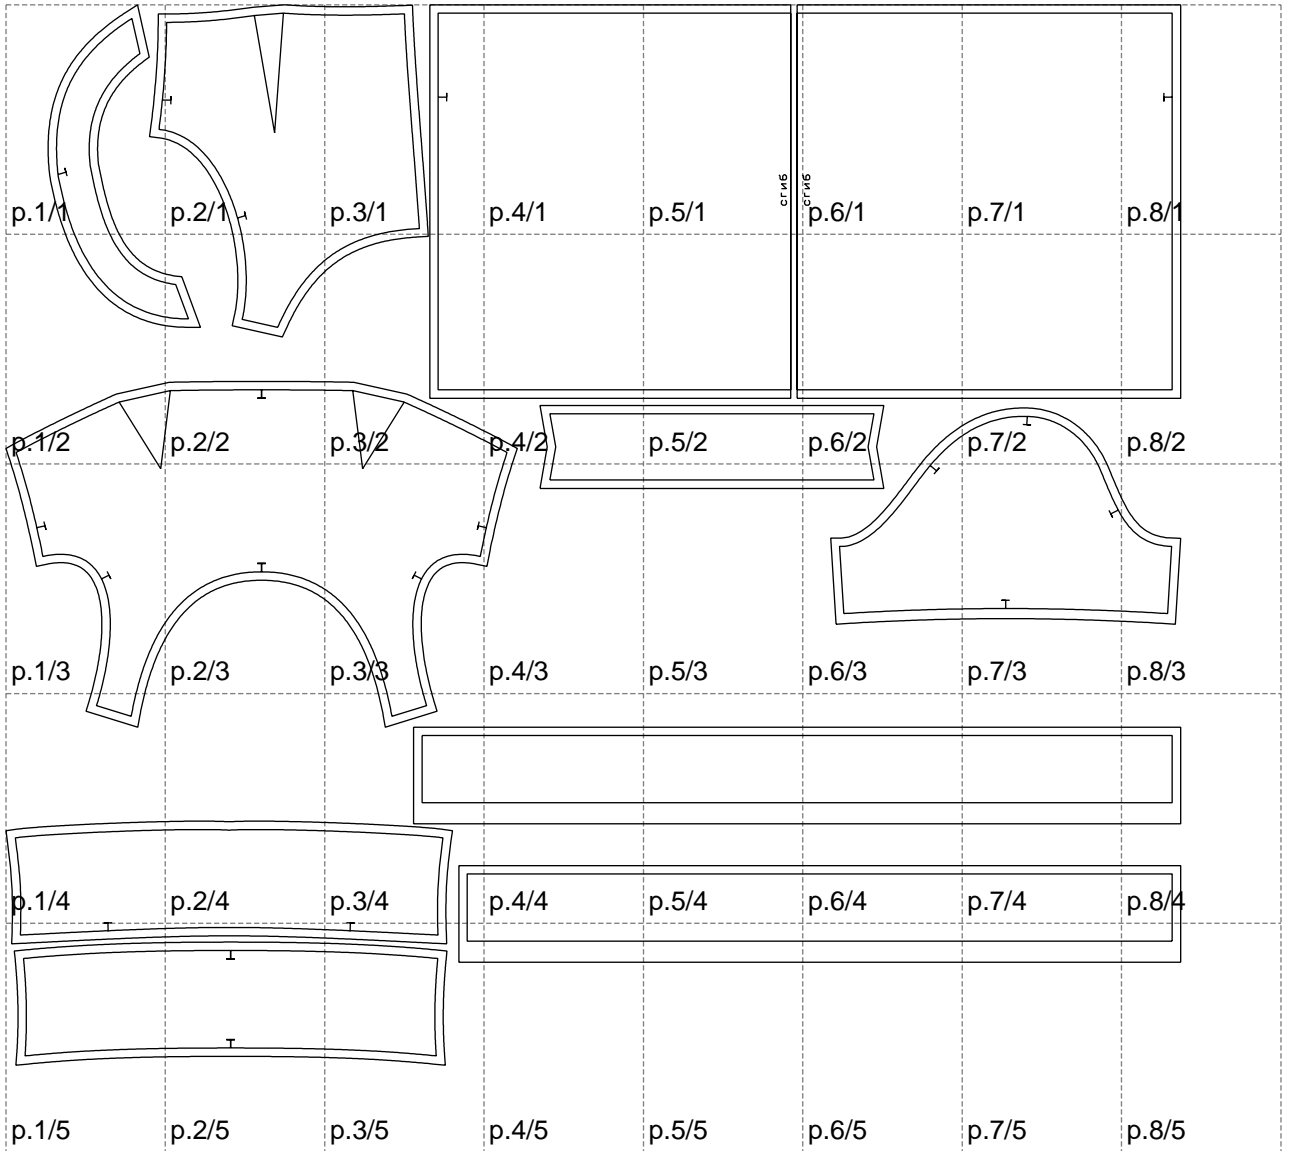 сгиб сгиб
p.1/1 p.2/1 p.3/1 p.4/1 p.5/1 p.6/1 p.7/1 p.8/1
p.1/2 p.2/2 p.3/2 p.4/2 p.5/2 p.6/2 p.7/2 p.8/2
p.1/3 p.2/3 p.3/3 p.4/3 p.5/3 p.6/3 p.7/3 p.8/3
p.1/4 p.2/4 p.3/4 p.4/4 p.5/4 p.6/4 p.7/4 p.8/4
p.1/5 p.2/5 p.3/5 p.4/5 p.5/5 p.6/5 p.7/5 p.8/5